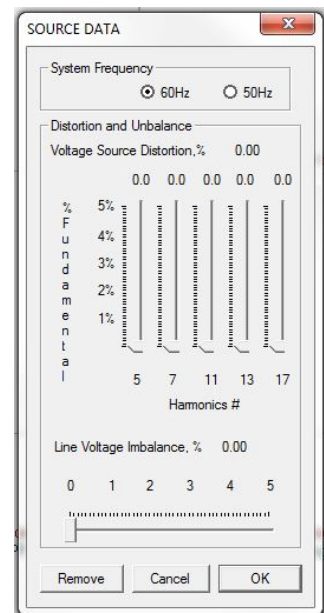 SOURCE DATA
System Frequency
60Hz 50Hz
Distortion and Unbalance
Voltage Source Distortion,% 0.00
0.0 0.0 0.0 0.0 0.0
% Fundamental
5%
4%
3%
2%
1%
5 7 11 13 17
Harmonics #
Line Voltage Imbalance, % 0.00
0 1 2 3 4 5
Remove Cancel OK